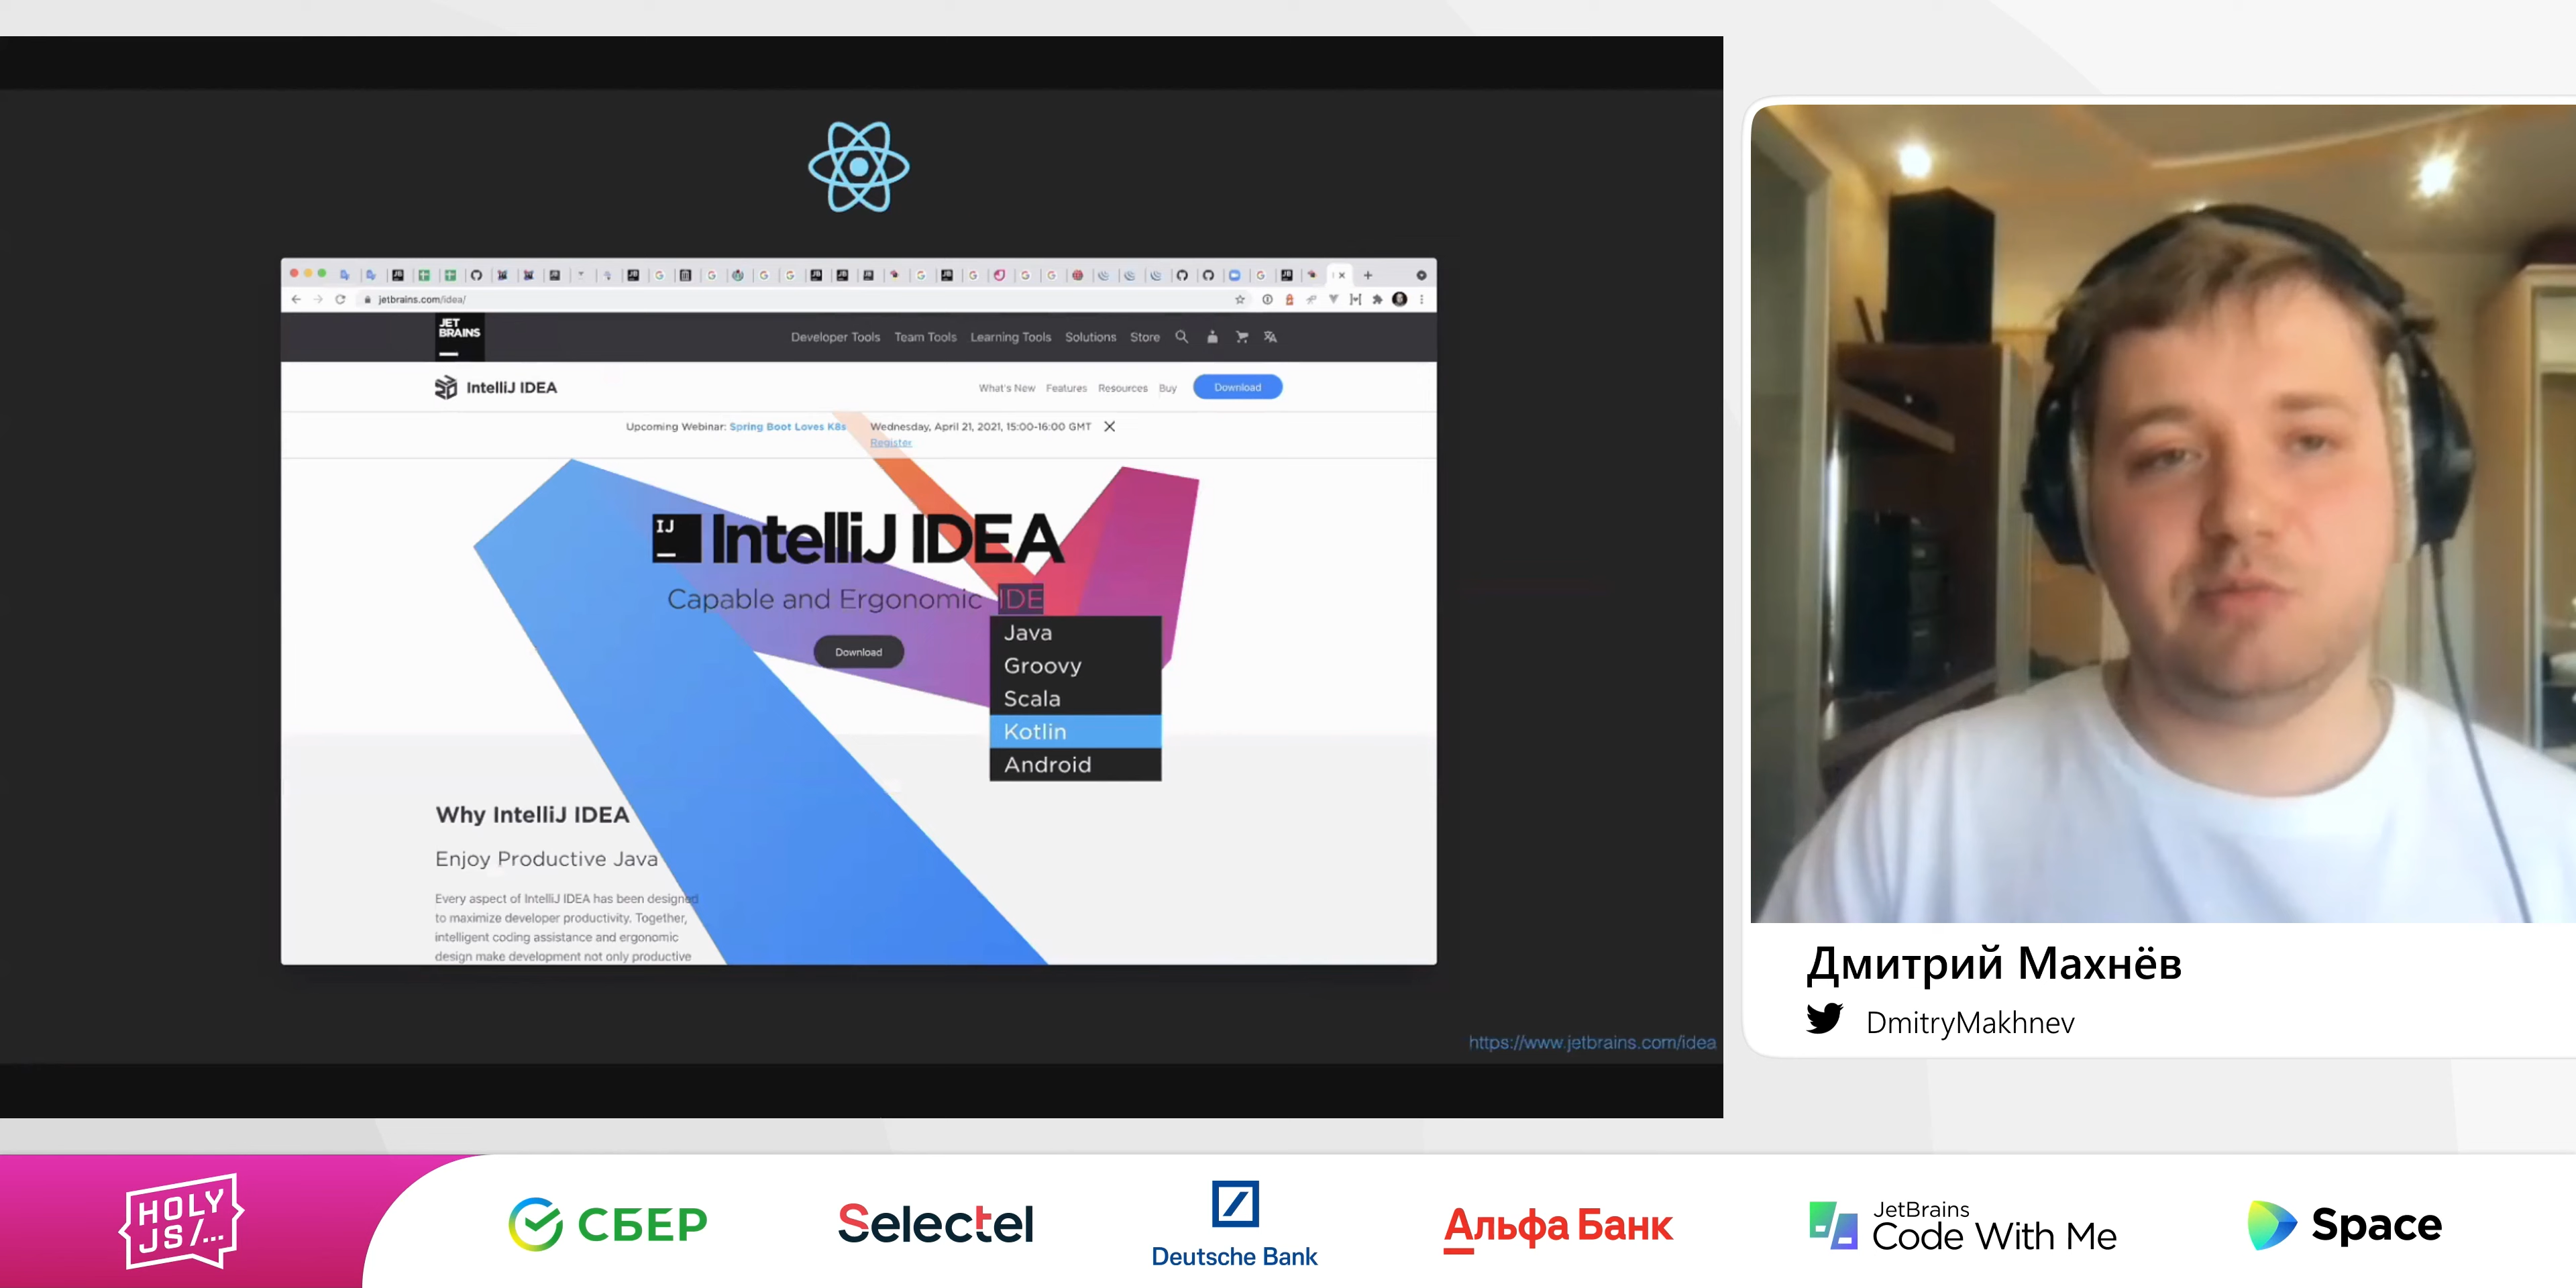 jetbrains.com/idea/
JET
BRAINS
Developer Tools Team Tools Learning Tools Solutions Store
IntelliJ IDEA
What's New Features Resources Buy Download
Upcoming Webinar: Spring Boot Loves K8s Wednesday, April 21, 2021, 15:00-16:00 GMT
Register
IJ IntelliJ IDEA
Capable and Ergonomic IDE
Download
Java
Groovy
Scala
Kotlin
Android
Why IntelliJ IDEA
Enjoy Productive Java
Every aspect of IntelliJ IDEA has been designed
to maximize developer productivity. Together,
intelligent coding assistance and ergonomic
design make development not only productive
https://www.jetbrains.com/idea
Дмитрий Махнёв
DmitryMakhnev
HOLY
JS/...
СБЕР
Selectel
Deutsche Bank
Альфа Банк
JetBrains
Code With Me
Space